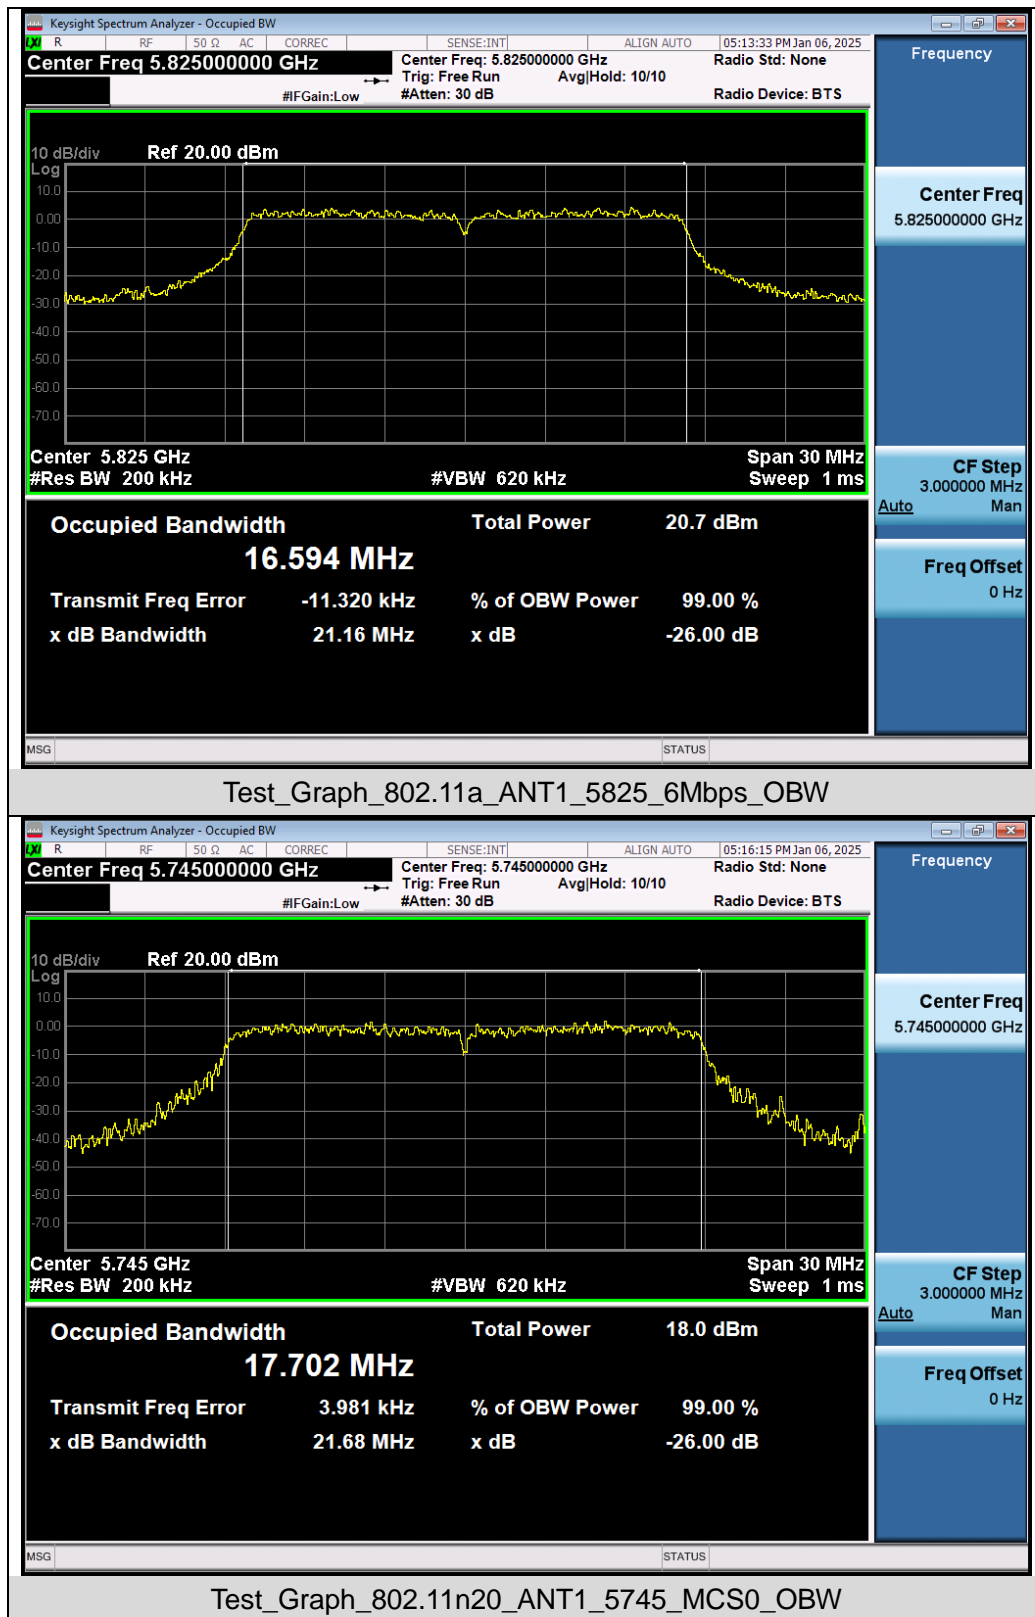 Keysight Spectrum Analyzer - Occupied BW
LXI R RF 50 Ω AC CORREC SENSE:INT ALIGN AUTO 05:13:33 PM Jan 06, 2025
Center Freq 5.825000000 GHz
Center Freq: 5.825000000 GHz
Radio Std: None
Trig: Free Run Avg|Hold: 10/10
#IFGain:Low
#Atten: 30 dB
Radio Device: BTS
Frequency
10 dB/div Ref 20.00 dBm
Log
10.0
0.00
-10.0
-20.0
-30.0
-40.0
-50.0
-60.0
-70.0
Center Freq
5.825000000 GHz
Center 5.825 GHz Span 30 MHz
#Res BW 200 kHz #VBW 620 kHz Sweep 1 ms
CF Step
3.000000 MHz
Auto Man
Freq Offset
0 Hz
Occupied Bandwidth Total Power 20.7 dBm
16.594 MHz
Transmit Freq Error -11.320 kHz % of OBW Power 99.00 %
x dB Bandwidth 21.16 MHz x dB -26.00 dB
MSG STATUS
Test_Graph_802.11a_ANT1_5825_6Mbps_OBW
Keysight Spectrum Analyzer - Occupied BW
LXI R RF 50 Ω AC CORREC SENSE:INT ALIGN AUTO 05:16:15 PM Jan 06, 2025
Center Freq 5.745000000 GHz
Center Freq: 5.745000000 GHz
Radio Std: None
Trig: Free Run Avg|Hold: 10/10
#IFGain:Low
#Atten: 30 dB
Radio Device: BTS
Frequency
10 dB/div Ref 20.00 dBm
Log
10.0
0.00
-10.0
-20.0
-30.0
-40.0
-50.0
-60.0
-70.0
Center Freq
5.745000000 GHz
Center 5.745 GHz Span 30 MHz
#Res BW 200 kHz #VBW 620 kHz Sweep 1 ms
CF Step
3.000000 MHz
Auto Man
Freq Offset
0 Hz
Occupied Bandwidth Total Power 18.0 dBm
17.702 MHz
Transmit Freq Error 3.981 kHz % of OBW Power 99.00 %
x dB Bandwidth 21.68 MHz x dB -26.00 dB
MSG STATUS
Test_Graph_802.11n20_ANT1_5745_MCS0_OBW